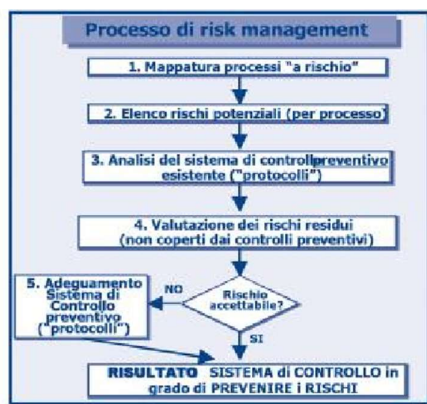 Processo di risk management
1. Mappatura processi "a rischio"
2. Elenco rischi potenziali (per processo)
3. Analisi del sistema di controllo preventivo
esistente ("protocolli")
4. Valutazione dei rischi residui
(non coperti dai controlli preventivi)
5. Adeguamento
Sistema di
Controllo
preventivo
("protocolli")
NO
Rischio
accettabile?
SI
RISULTATO SISTEMA di CONTROLLO in
grado di PREVENIRE i RISCHI